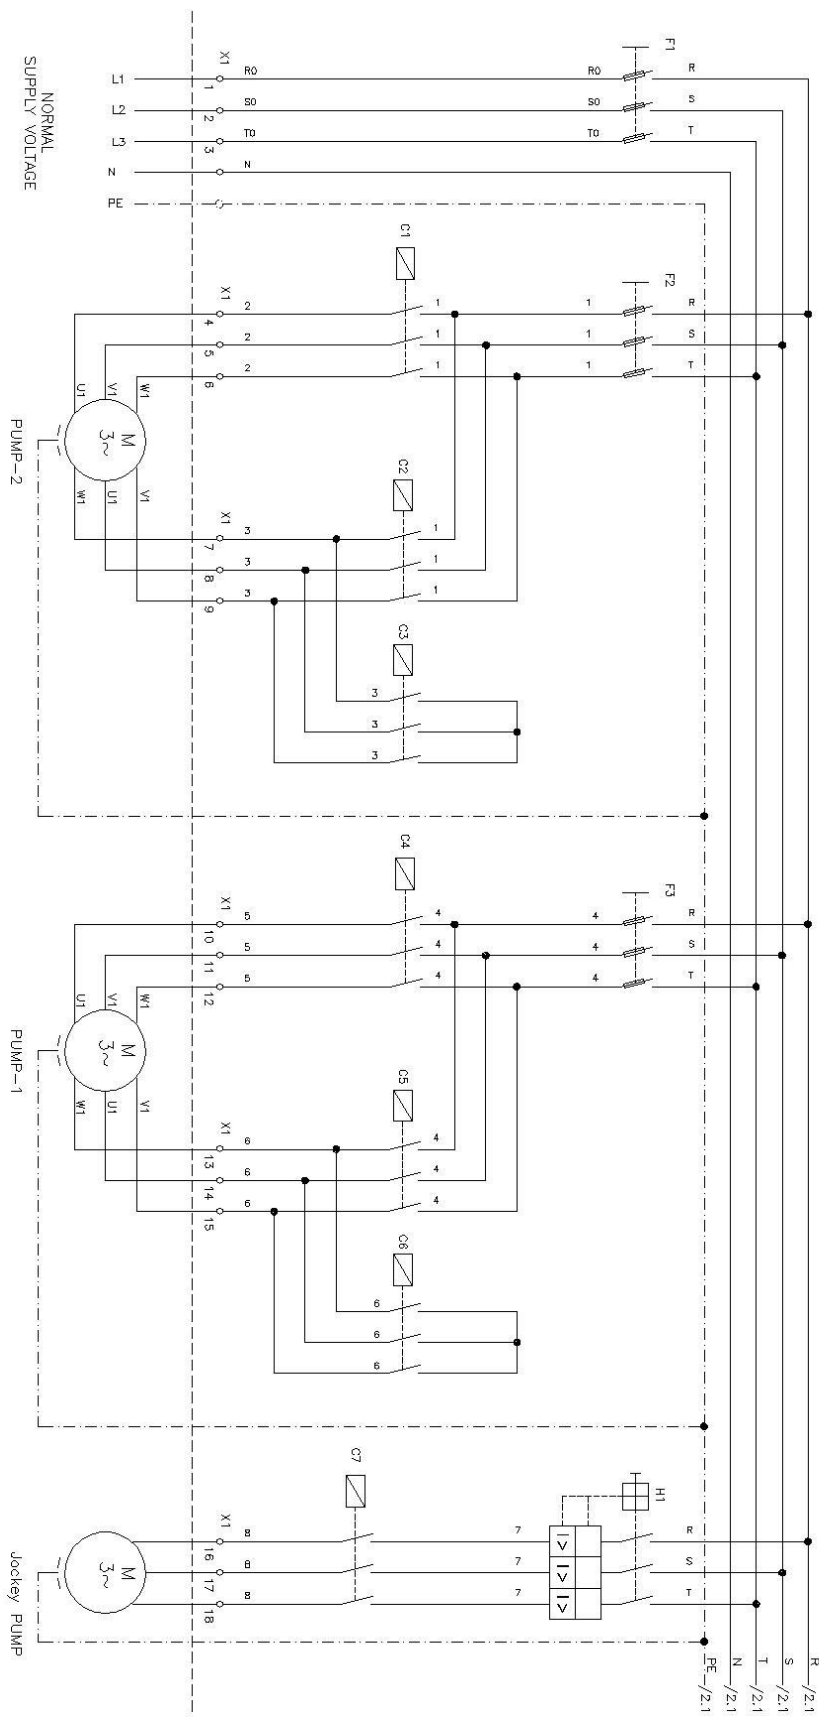 NORMAL
SUPPLY VOLTAGE
L1
L2
L3
N
PE
X1
1
2
3
R0
S0
T0
N
R0
S0
T0
F1
R
S
T
C1
X1
4
5
6
2
2
2
1
1
1
1
1
1
F2
R
S
T
U1
V1
W1
M
3~
PUMP-2
W1
U1
V1
X1
7
8
9
3
3
3
C2
1
1
1
C3
3
3
3
C4
X1
10
11
12
5
5
5
4
4
4
4
4
4
F3
R
S
T
U1
V1
W1
M
3~
PUMP-1
W1
U1
V1
X1
13
14
15
6
6
6
C5
4
4
4
C6
6
6
6
C7
X1
16
17
18
8
8
8
7
7
7
I>
I>
I>
H1
R
S
T
M
3~
Jockey PUMP
R /2.1
S /2.1
T /2.1
N /2.1
PE /2.1